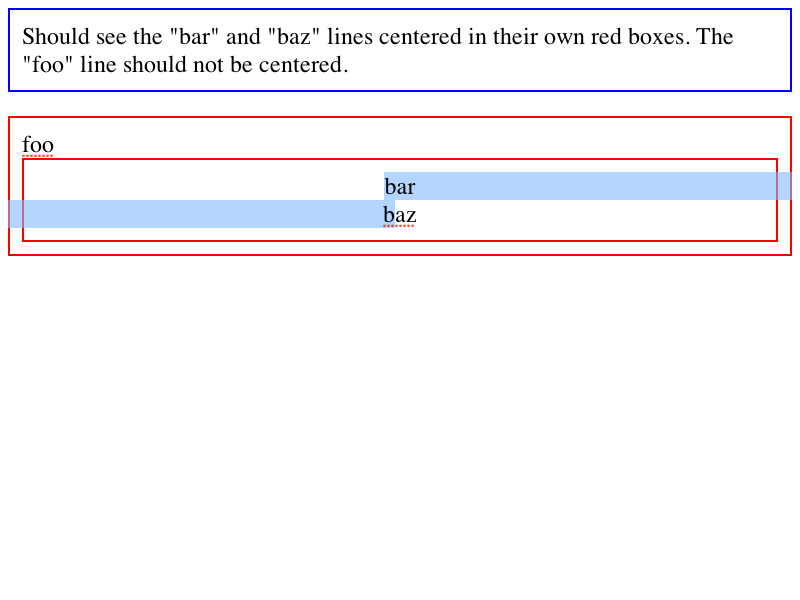 Should see the "bar" and "baz" lines centered in their own red boxes. The
"foo" line should not be centered.
foo
bar
baz